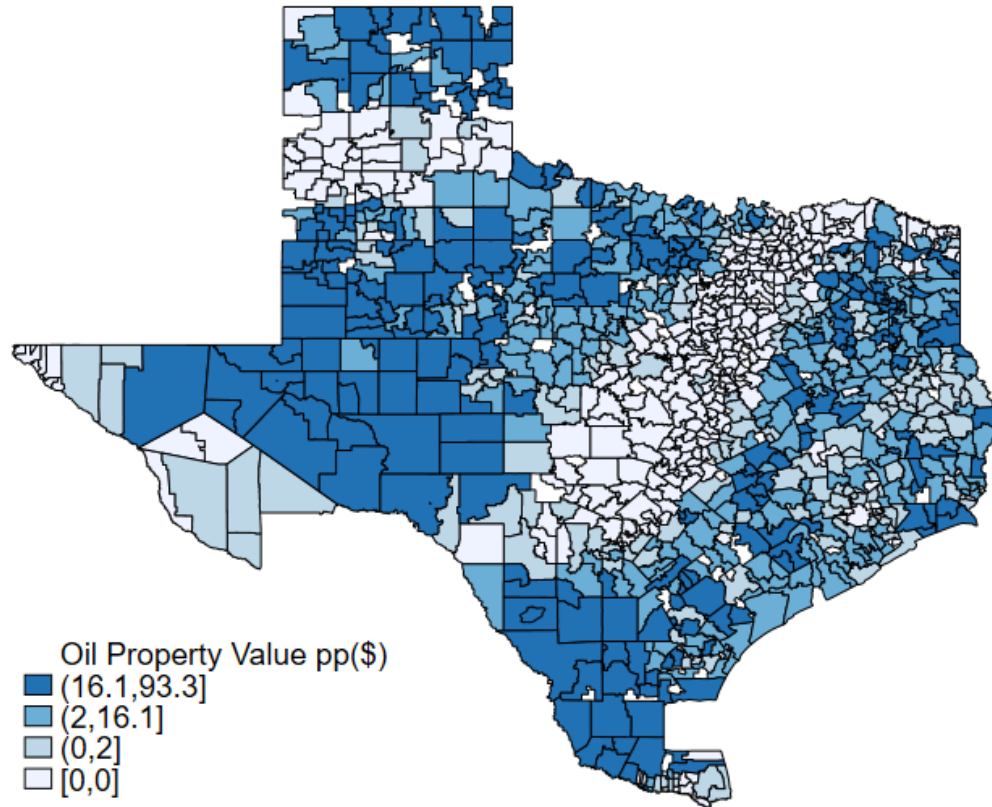 Oil Property Value pp($)
(16.1,93.3]
(2,16.1]
(0,2]
[0,0]